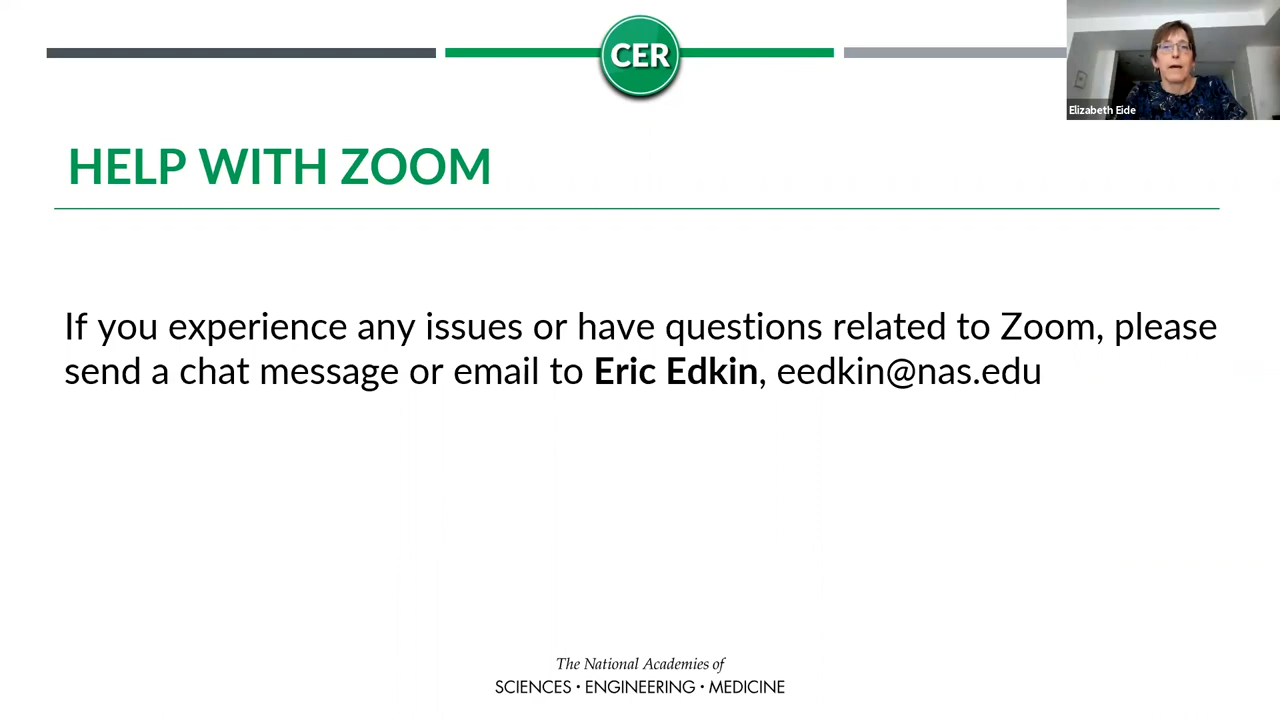 CER
Elizabeth Eide
HELP WITH ZOOM
If you experience any issues or have questions related to Zoom, please
send a chat message or email to Eric Edkin, eedkin@nas.edu
The National Academies of
SCIENCES · ENGINEERING · MEDICINE